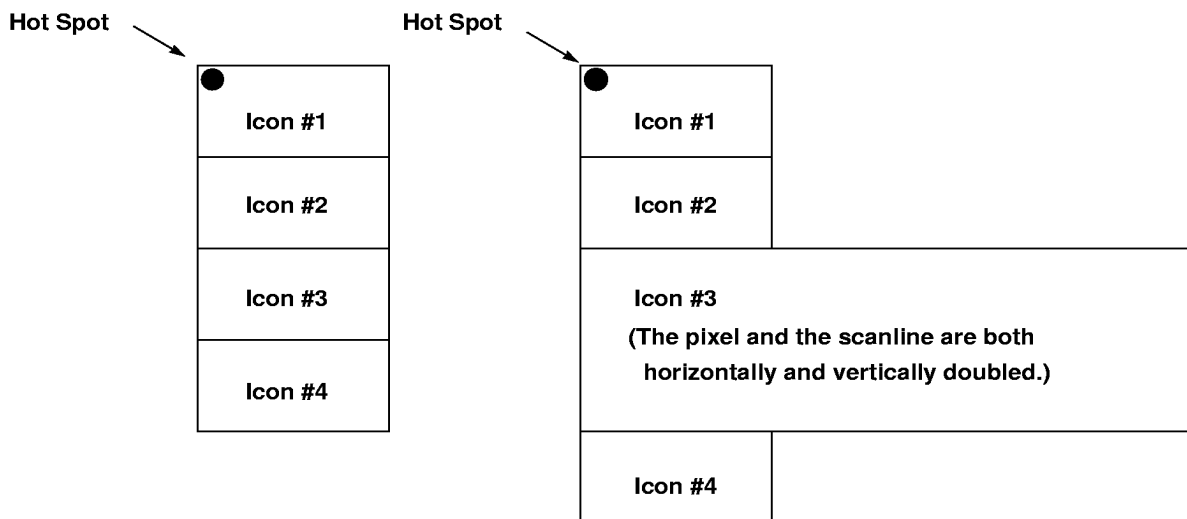 Hot Spot
Icon #1
Icon #2
Icon #3
Icon #4
Hot Spot
Icon #1
Icon #2
Icon #3
(The pixel and the scanline are both
horizontally and vertically doubled.)
Icon #4